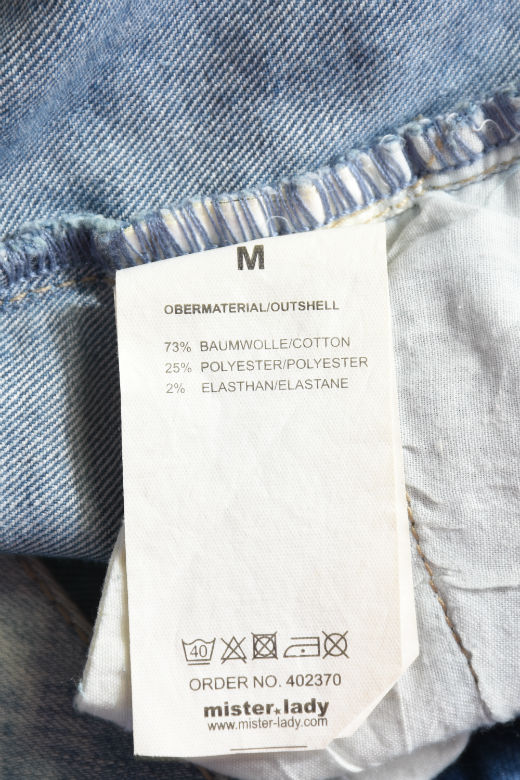 M
OBERMATERIAL/OUTSHELL
73% BAUMWOLLE/COTTON
25% POLYESTER/POLYESTER
2% ELASTHAN/ELASTANE
40
ORDER NO. 402370
mister★lady
www.mister-lady.com